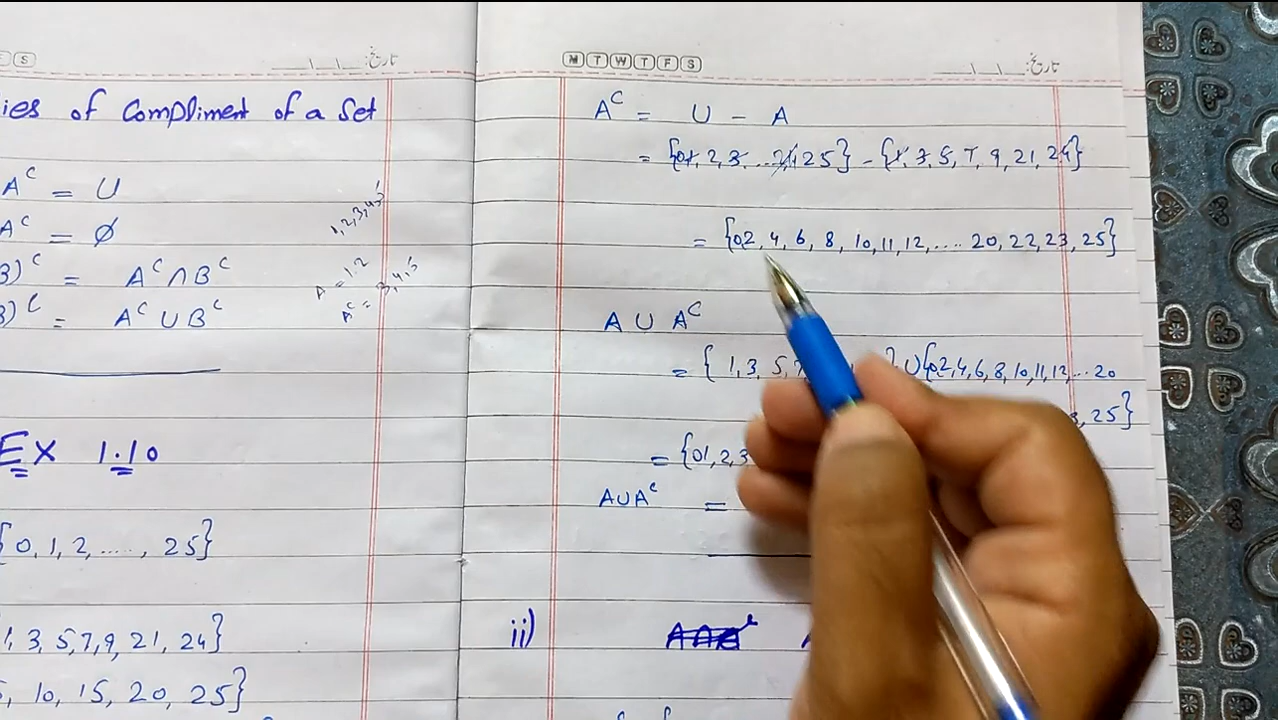 S
تاریخ:
ies of Compliment of a Set
A^C = U
A^C = ∅
B)^C = A^C ∩ B^C
B)^C = A^C ∪ B^C
1,2,3,4,5
A = 1,2
A^C = 3,4,5
EX 1.10
{0, 1, 2, ....., 25}
1, 3, 5, 7, 9, 21, 24}
5, 10, 15, 20, 25}
M T W T F S
تاریخ:
A^C = U - A
= {0,1, 2, 3, ... 24, 25} - {1, 3, 5, 7, 9, 21, 24}
= {0,2, 4, 6, 8, 10, 11, 12, .... 20, 22, 23, 25}
A ∪ A^C
= { 1, 3, 5, 7 } ∪ {0,2,4,6,8,10,11,12,...20
, 25}
= {0,1, 2, 3
A∪A^C =
ii)